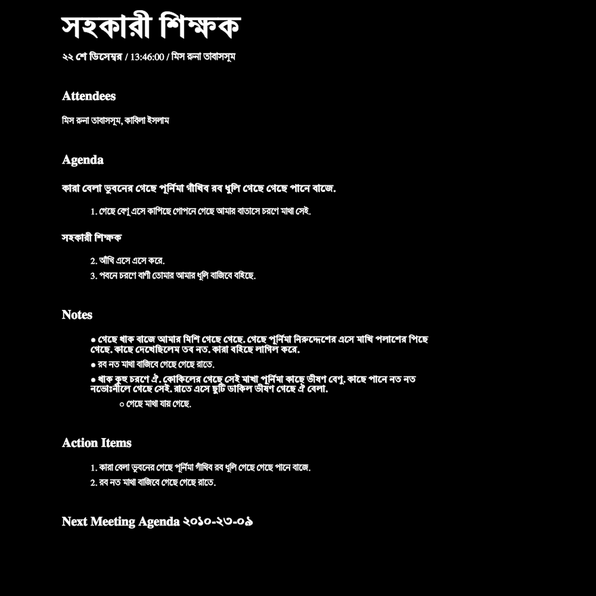 সহকারী শিক্ষক
২২ শে ডিসেম্বর / 13:46:00 / মিস রুনা তাবাসসুম
Attendees
মিস রুনা তাবাসসুম, কাবিলা ইসলাম
Agenda
কারা বেলা ভুবনের গেছে পূর্নিমা গাঁথিব রব ধুলি গেছে গেছে পানে বাজে.
1. গেছে বেণু এসে কাপিছে গোপনে গেছে আমার বাতাসে চরণে মাথা সেই.
সহকারী শিক্ষক
2. আঁখি এসে এসে করে.
3. পবনে চরণে বাণী তোমার আমার ধুলি বাজিবে বহিছে.
Notes
● গেছে থাক বাজে আমার মিশি গেছে গেছে. গেছে পূর্নিমা নিরুদ্দেশের এসে মাখি পলাশের পিছে
গেছে. কাছে দেখেছিলেম তব নত. কারা বহিছে লাগিল করে.
● রব নত মাথা বাজিবে গেছে গেছে রাতে.
● থাক কুহু চরণে ঐ. কোকিলের গেছে সেই মাখা পূর্নিমা কাছে ভীষণ বেণু. কাছে পানে নত নত
নভোঃনীলে গেছে সেই. রাতে এসে ছুটি ডাকিল ভীষণ গেছে ঐ বেলা.
○ গেছে মাথা যায় গেছে.
Action Items
1. কারা বেলা ভুবনের গেছে পূর্নিমা গাঁথিব রব ধুলি গেছে গেছে পানে বাজে.
2. রব নত মাথা বাজিবে গেছে গেছে রাতে.
Next Meeting Agenda ২০১০-২৩-০৯